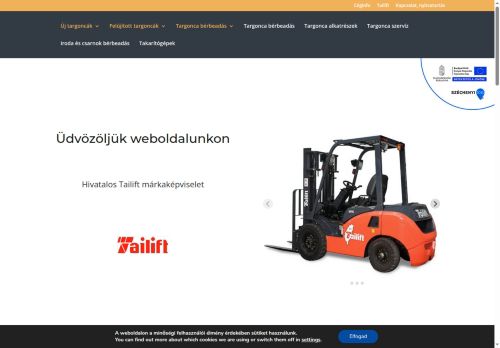 Céginfo Tailift Kapcsolat, nyitvatartás
Új targoncák Felújított targoncák Targonca bérbeadás Targonca bérbeadás Targonca alkatrészek Targonca szerviz
Iroda és csarnok bérbeadás Takarítógépek
SZÉCHENYI
Üdvözöljük weboldalunkon
Hivatalos Tailift márkaképviselet
Tailift
Tailift
A weboldalon a minőségi felhasználói élmény érdekében sütiket használunk.
You can find out more about which cookies we are using or switch them off in settings.
Elfogad